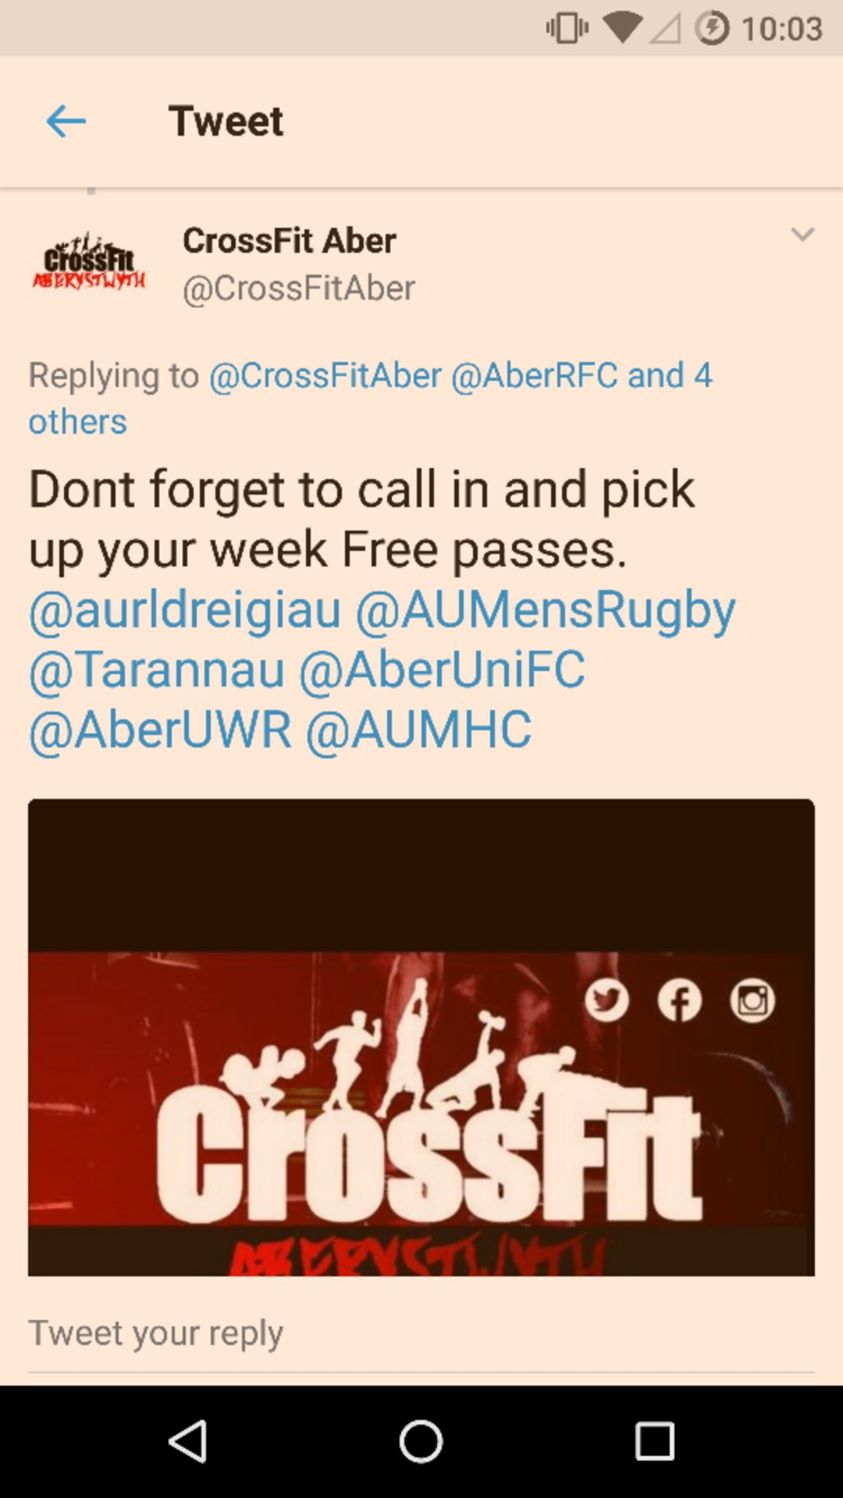 10:03
Tweet
CrossFit
ABERYSTWYTH
CrossFit Aber
@CrossFitAber
Replying to @CrossFitAber @AberRFC and 4
others
Dont forget to call in and pick
up your week Free passes.
@aurldreigiau @AUMensRugby
@Tarannau @AberUniFC
@AberUWR @AUMHC
CrossFit
ABERYSTWYTH
Tweet your reply